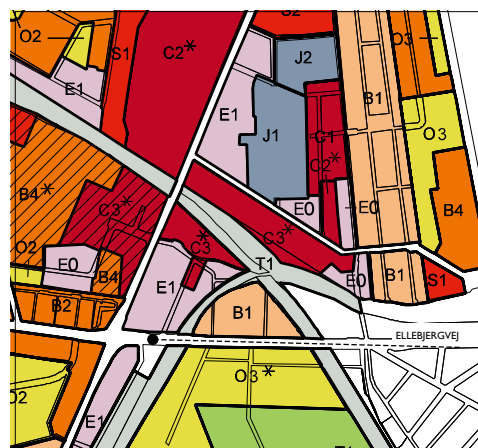 S2
O2
S1
C2*
J2
O3
E1
E1
J1
C1
B1
O3
C2*
B4*
C3*
E0
E0
B4
C3*
C3*
O2
E0
B4
T1
E0
B1
S1
B2
E1
B1
ELLEBJERGVEJ
O3*
O2
E1